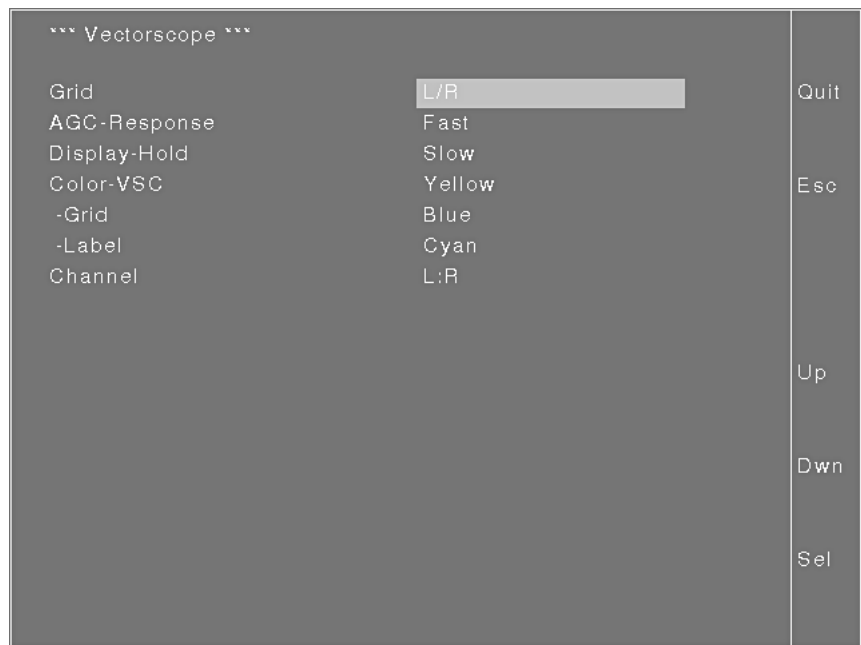 *** Vectorscope ***
Grid L/R Quit
AGC-Response Fast
Display-Hold Slow
Color-VSC Yellow Esc
-Grid Blue
-Label Cyan
Channel L:R
Up
Dwn
Sel